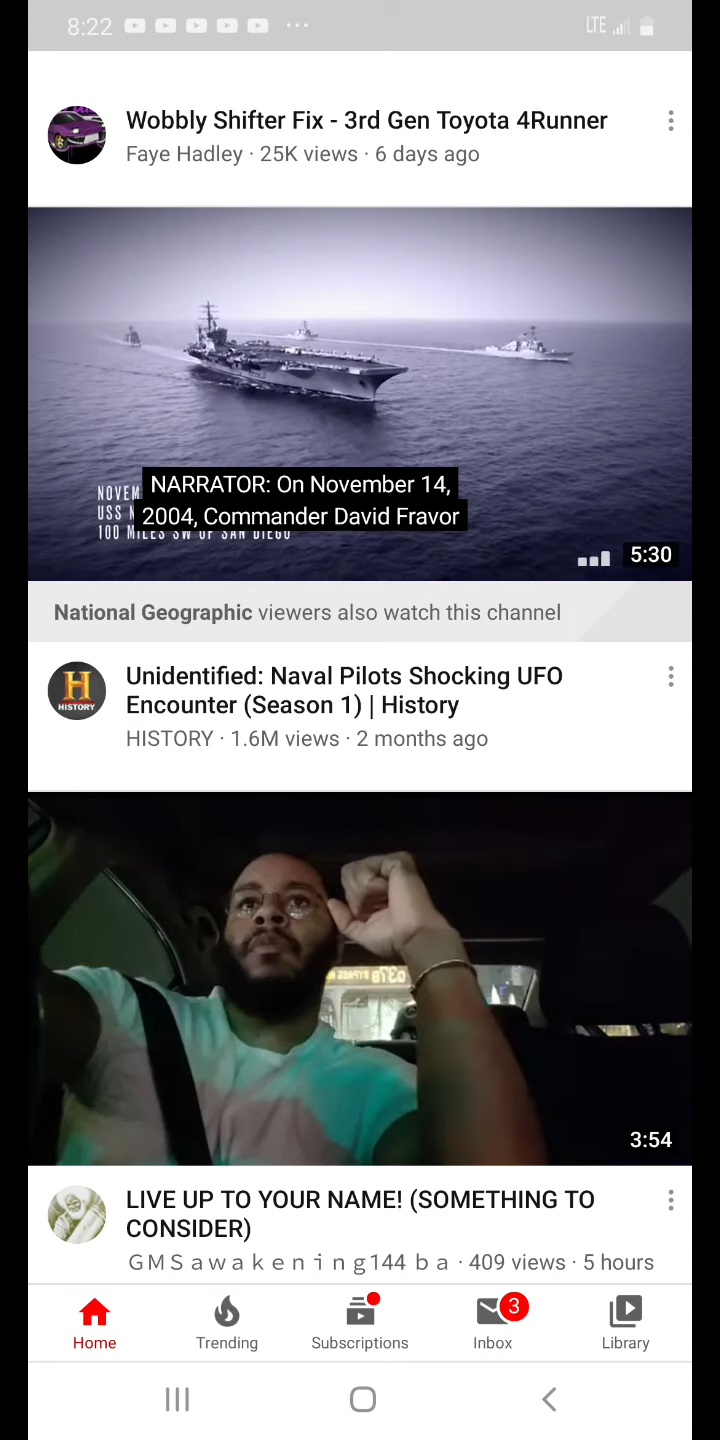 8:22
LTE
Wobbly Shifter Fix - 3rd Gen Toyota 4Runner
Faye Hadley · 25K views · 6 days ago
NARRATOR: On November 14,
2004, Commander David Fravor
NOVEM
USS N
100 MILES SW OF SAN DIEGO
5:30
National Geographic viewers also watch this channel
H
HISTORY
Unidentified: Naval Pilots Shocking UFO
Encounter (Season 1) | History
HISTORY · 1.6M views · 2 months ago
3:54
LIVE UP TO YOUR NAME! (SOMETHING TO
CONSIDER)
ＧＭＳａｗａｋｅｎｉｎｇ144 ｂａ · 409 views · 5 hours
3
Home
Trending
Subscriptions
Inbox
Library